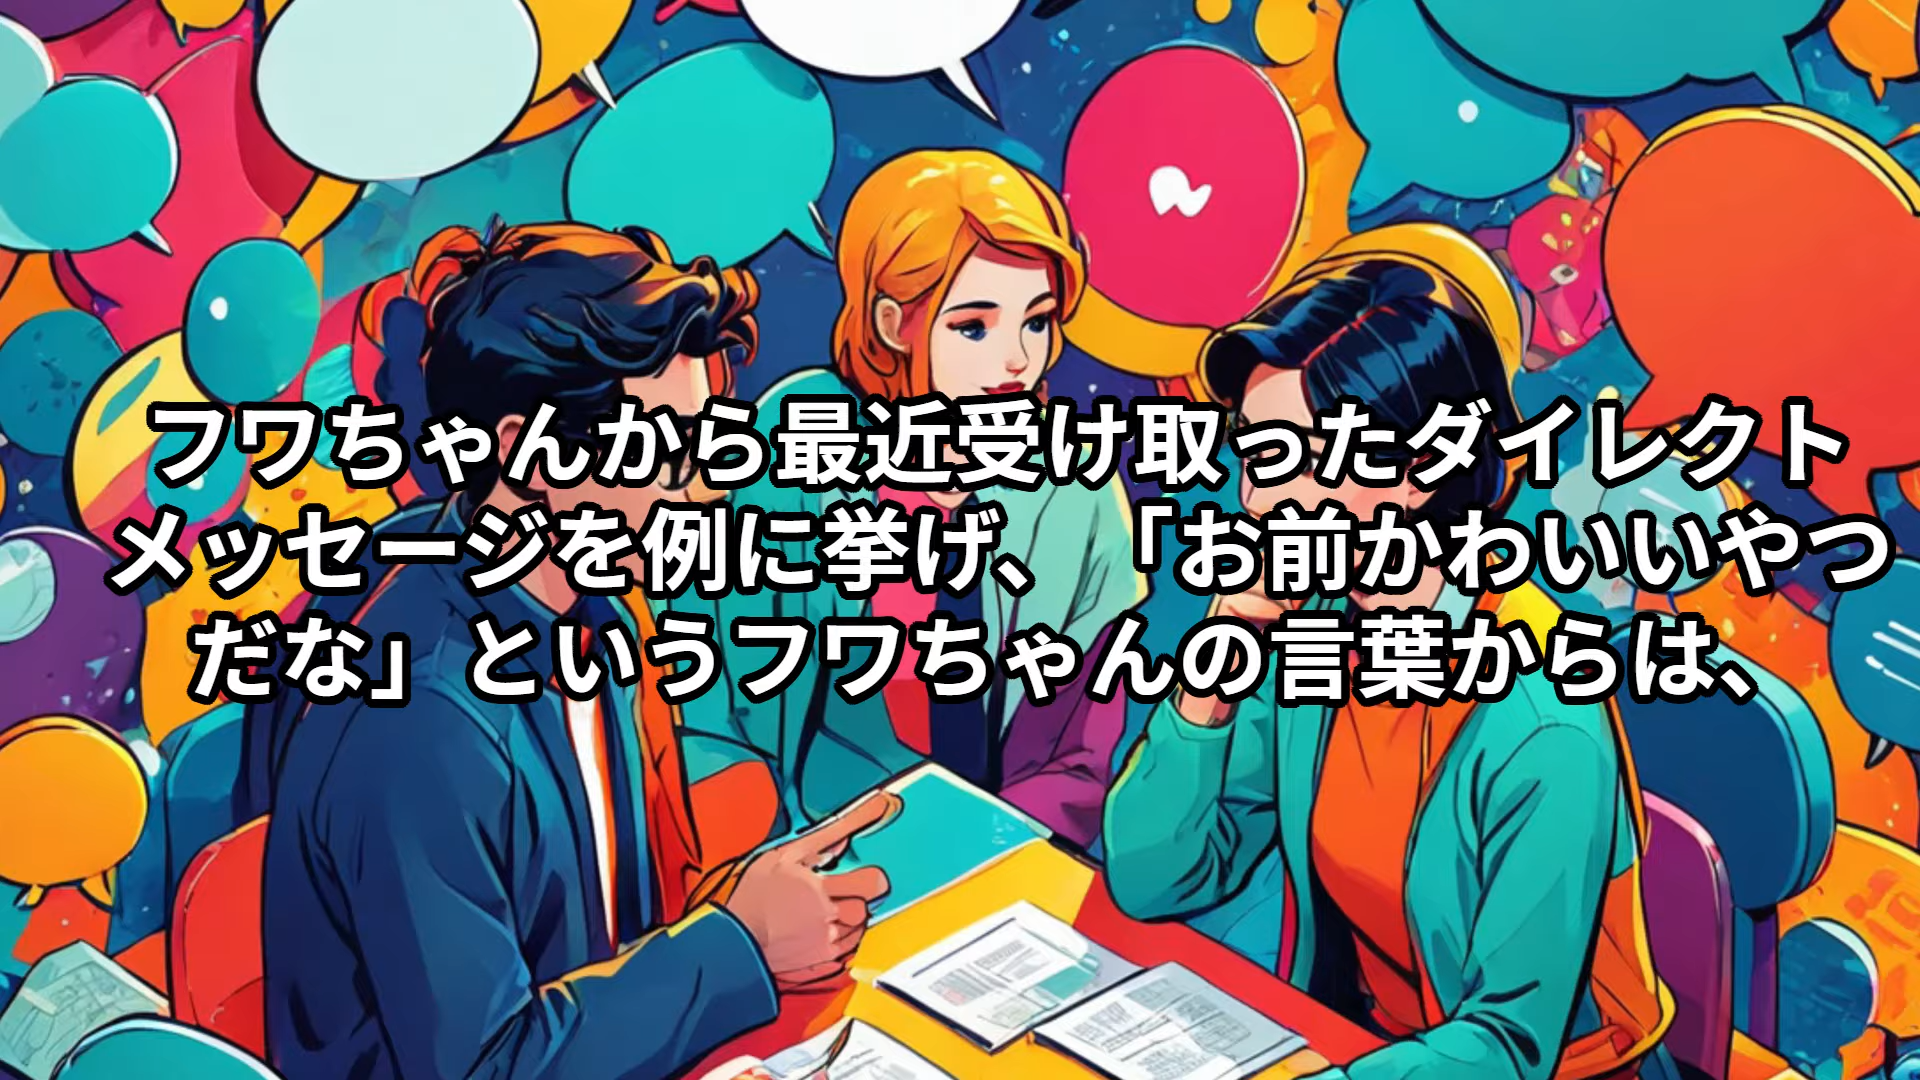 フワちゃんから最近受け取ったダイレクト
メッセージを例に挙げ、「お前かわいいやつ
だな」というフワちゃんの言葉からは、